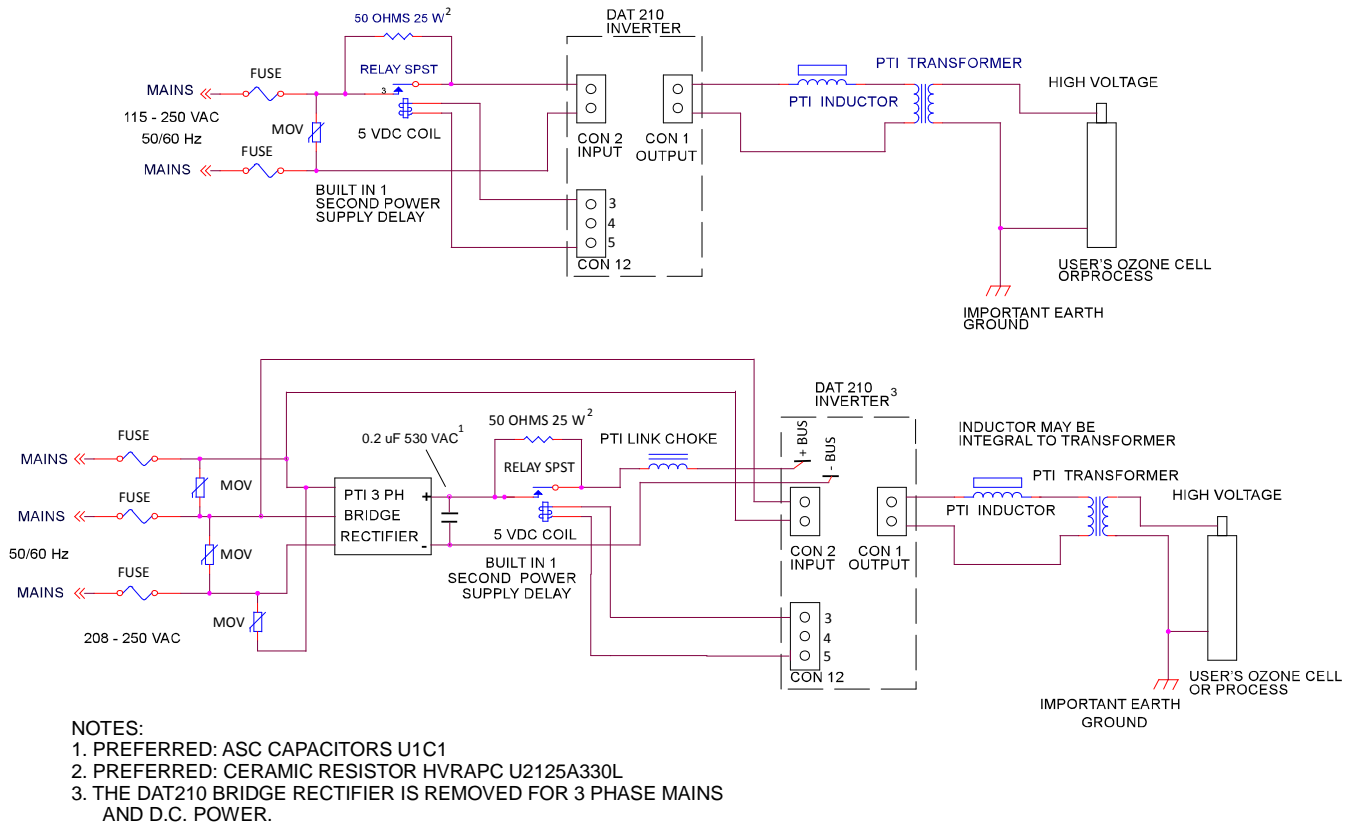 50 OHMS 25 W2
DAT 210
INVERTER
FUSE
RELAY SPST
PTI TRANSFORMER
HIGH VOLTAGE
MAINS
3
115 - 250 VAC
50/60 Hz
MOV
5 VDC COIL
PTI INDUCTOR
CON 2
INPUT
CON 1
OUTPUT
FUSE
MAINS
BUILT IN 1
SECOND POWER
SUPPLY DELAY
3
4
5
CON 12
USER'S OZONE CELL
ORPROCESS
IMPORTANT EARTH
GROUND
DAT 210
INVERTER3
FUSE
0.2 uF 530 VAC1
50 OHMS 25 W2
PTI LINK CHOKE
+ BUS
- BUS
INDUCTOR MAY BE
INTEGRAL TO TRANSFORMER
MAINS
RELAY SPST
PTI TRANSFORMER
MOV
PTI 3 PH
BRIDGE
RECTIFIER
+
-
HIGH VOLTAGE
FUSE
MAINS
PTI INDUCTOR
5 VDC COIL
50/60 Hz
MOV
CON 2
INPUT
CON 1
OUTPUT
FUSE
BUILT IN 1
SECOND POWER
SUPPLY DELAY
MAINS
MOV
208 - 250 VAC
3
4
5
CON 12
USER'S OZONE CELL
OR PROCESS
IMPORTANT EARTH
GROUND
NOTES:
1. PREFERRED: ASC CAPACITORS U1C1
2. PREFERRED: CERAMIC RESISTOR HVRAPC U2125A330L
3. THE DAT210 BRIDGE RECTIFIER IS REMOVED FOR 3 PHASE MAINS
AND D.C. POWER.